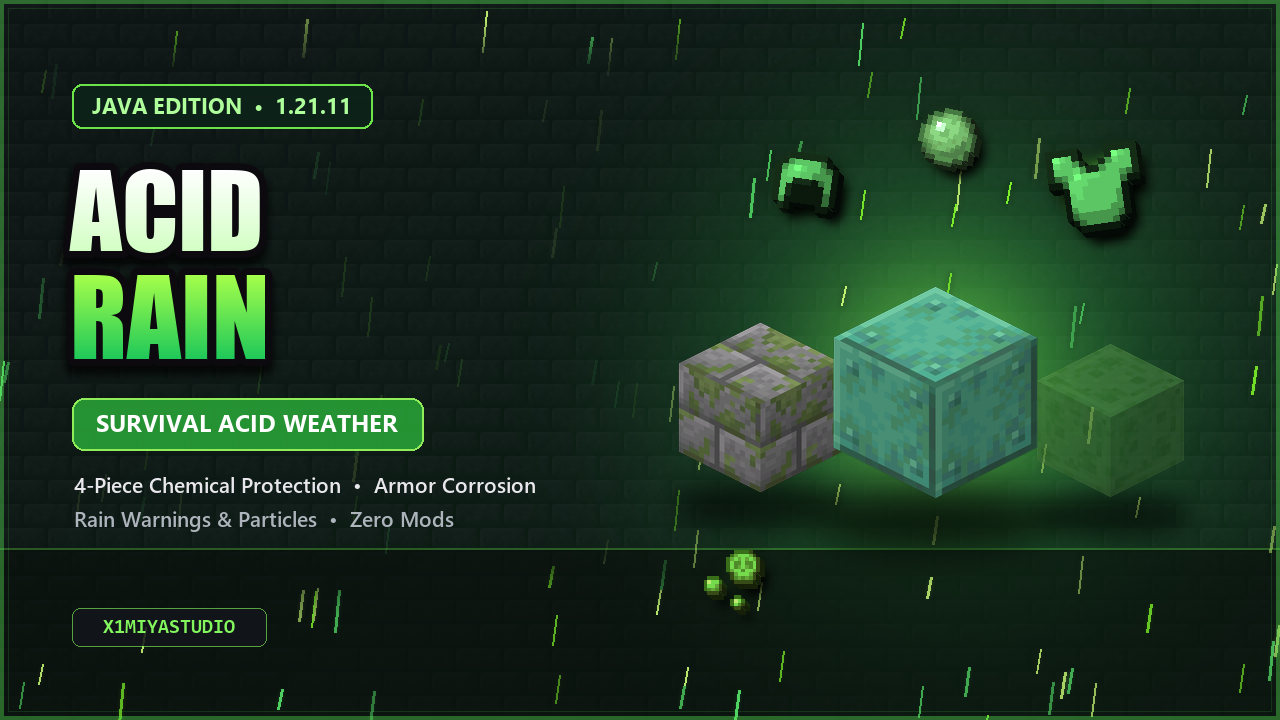 JAVA EDITION • 1.21.11
ACID
RAIN
SURVIVAL ACID WEATHER
4-Piece Chemical Protection • Armor Corrosion
Rain Warnings & Particles • Zero Mods
X1MIYASTUDIO